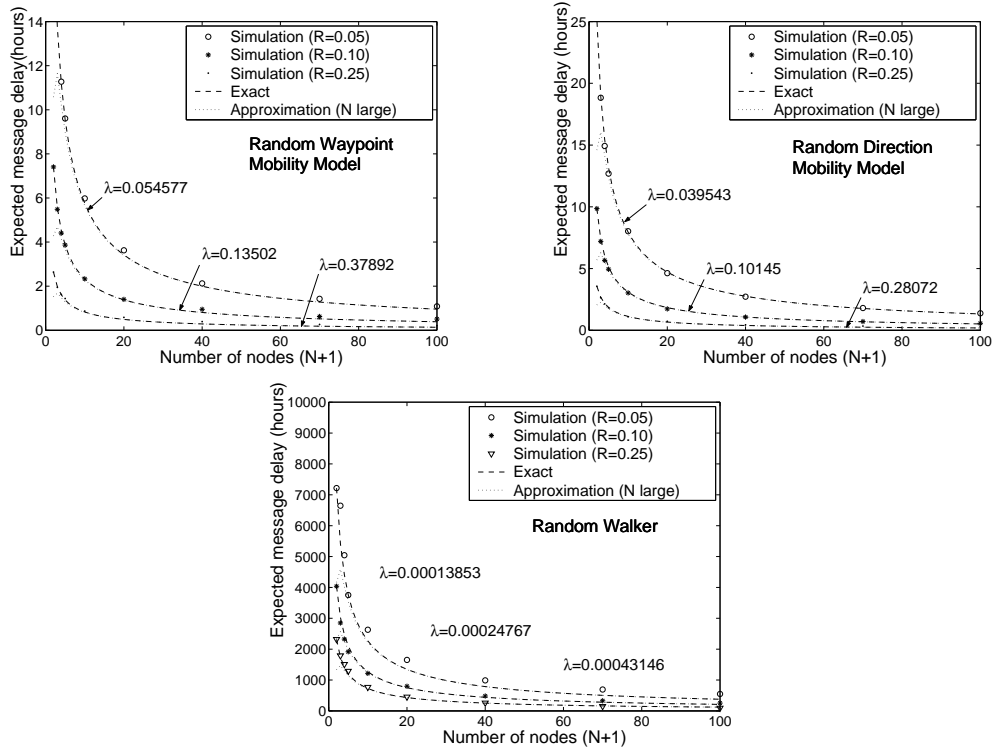 Expected message delay(hours)
14
12
10
8
6
4
2
0
0 20 40 60 80 100
Number of nodes (N+1)
Simulation (R=0.05)
Simulation (R=0.10)
Simulation (R=0.25)
Exact
Approximation (N large)
Random Waypoint
Mobility Model
λ=0.054577
λ=0.13502
λ=0.37892
Expected message delay (hours)
25
20
15
10
5
0
0 20 40 60 80 100
Number of nodes (N+1)
Simulation (R=0.05)
Simulation (R=0.10)
Simulation (R=0.25)
Exact
Approximation (N large)
Random Direction
Mobility Model
λ=0.039543
λ=0.10145
λ=0.28072
Expected message delay (hours)
10000
9000
8000
7000
6000
5000
4000
3000
2000
1000
0
0 20 40 60 80 100
Number of nodes (N+1)
Simulation (R=0.05)
Simulation (R=0.10)
Simulation (R=0.25)
Exact
Approximation (N large)
Random Walker
λ=0.00013853
λ=0.00024767
λ=0.00043146